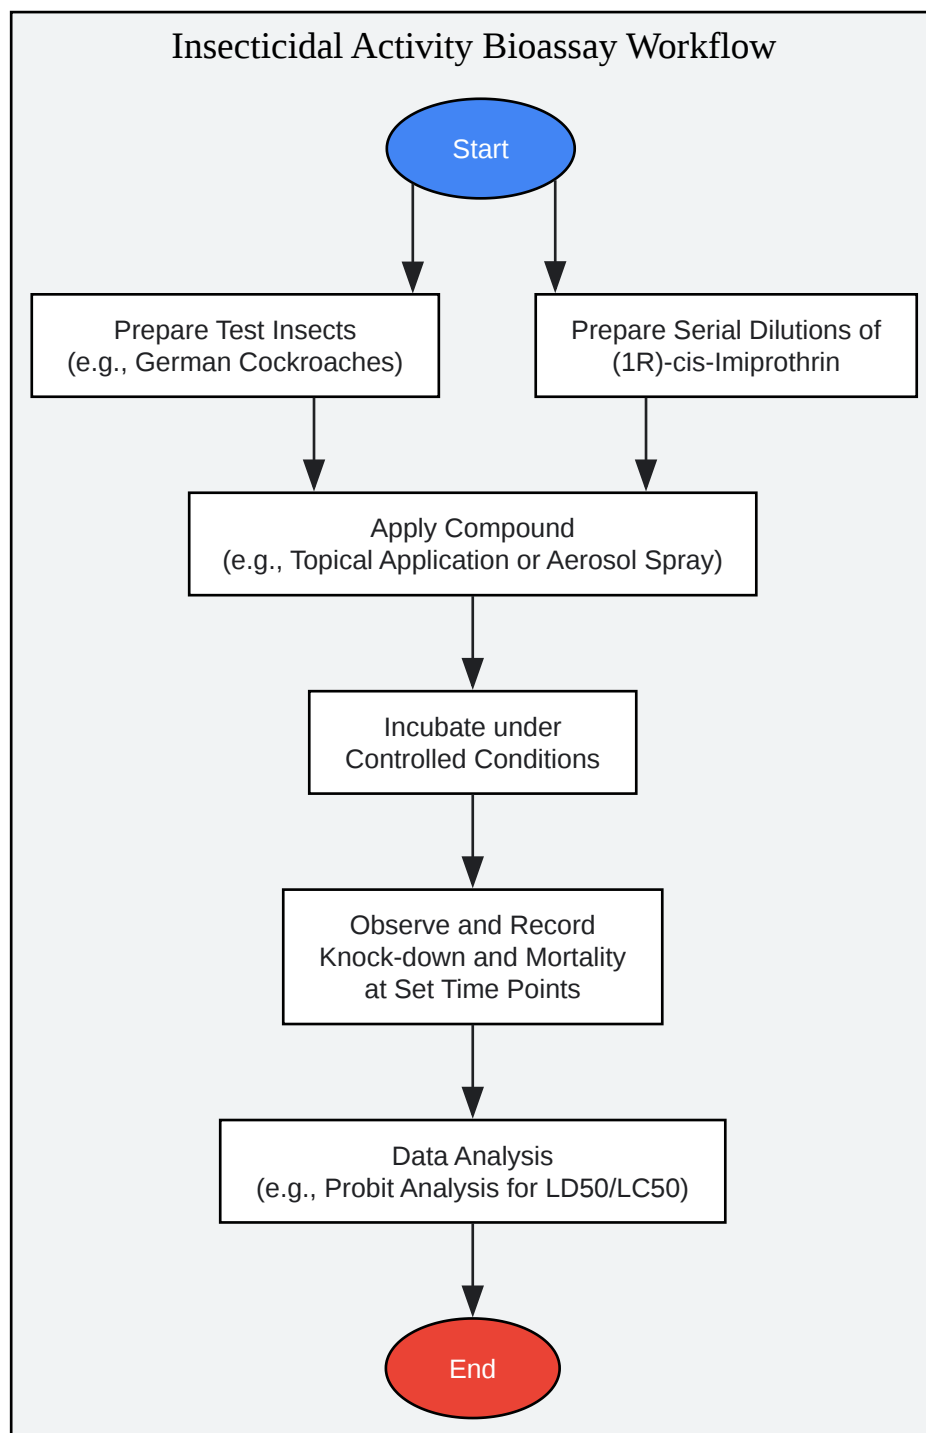 Insecticidal Activity Bioassay Workflow
Start
Prepare Test Insects
(e.g., German Cockroaches)
Prepare Serial Dilutions of
(1R)-cis-Imiprothrin
Apply Compound
(e.g., Topical Application or Aerosol Spray)
Incubate under
Controlled Conditions
Observe and Record
Knock-down and Mortality
at Set Time Points
Data Analysis
(e.g., Probit Analysis for LD50/LC50)
End